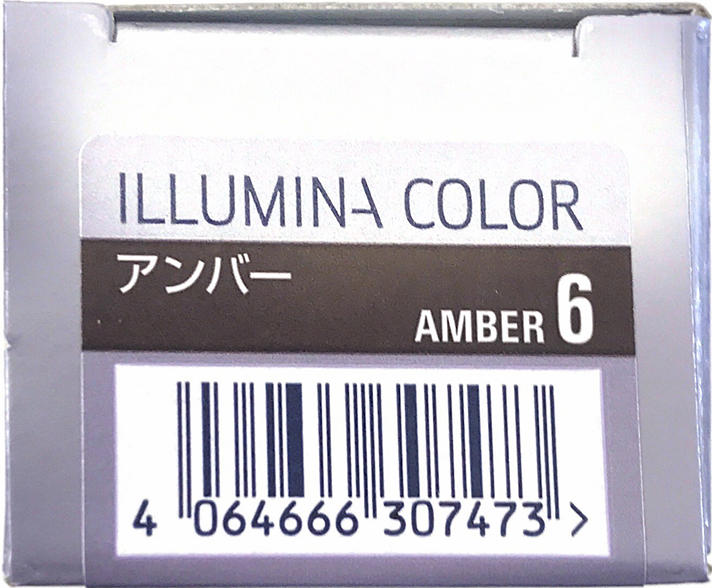 ILLUMINA COLOR
アンバー
AMBER 6
4 064666 307473 >